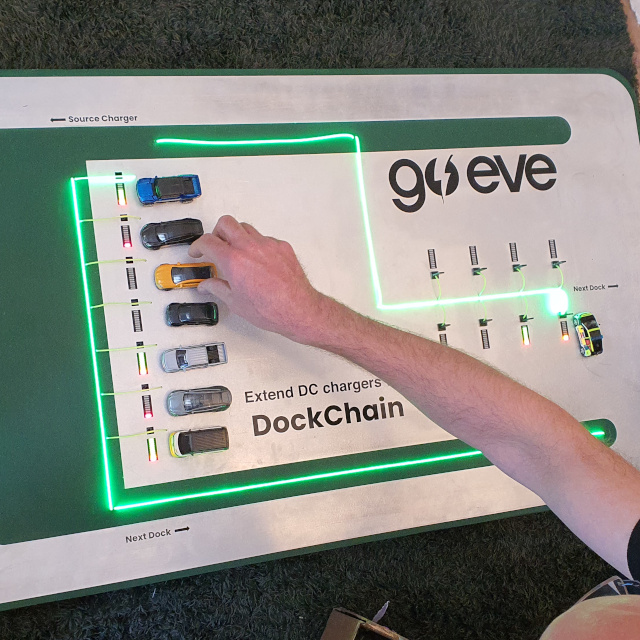 Source Charger
go eve
Next Dock
Extend DC chargers
DockChain
Next Dock